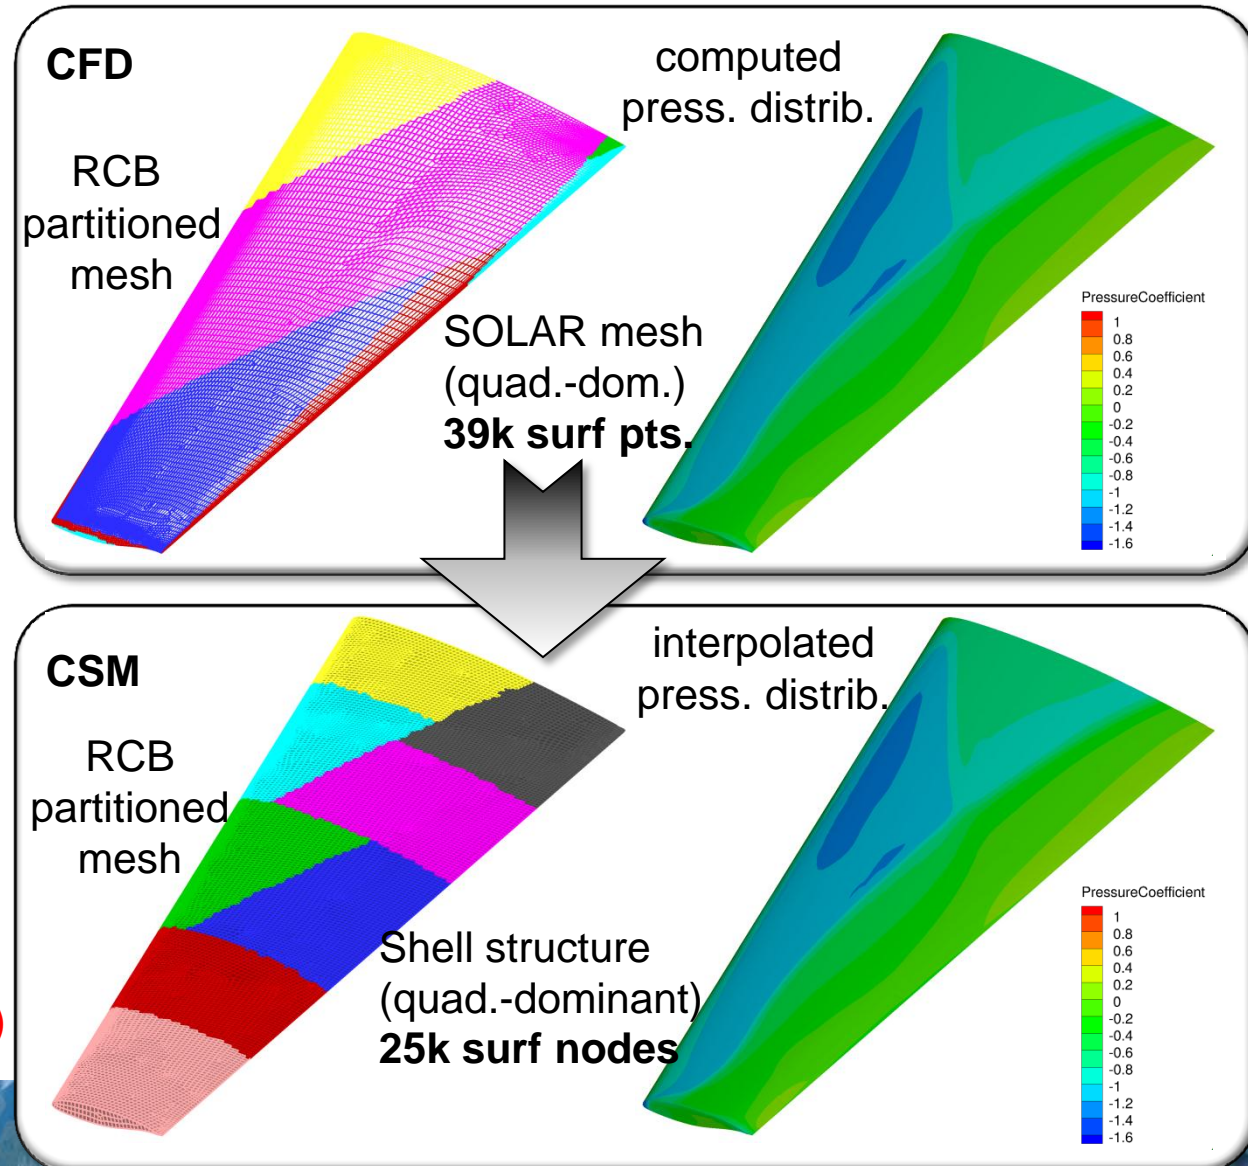 CFD
computed
press. distrib.
RCB
partitioned
mesh
SOLAR mesh
(quad.-dom.)
39k surf pts.
PressureCoefficient
1
0.8
0.6
0.4
0.2
0
-0.2
-0.4
-0.6
-0.8
-1
-1.2
-1.4
-1.6
CSM
interpolated
press. distrib.
RCB
partitioned
mesh
Shell structure
(quad.-dominant)
25k surf nodes
PressureCoefficient
1
0.8
0.6
0.4
0.2
0
-0.2
-0.4
-0.6
-0.8
-1
-1.2
-1.4
-1.6